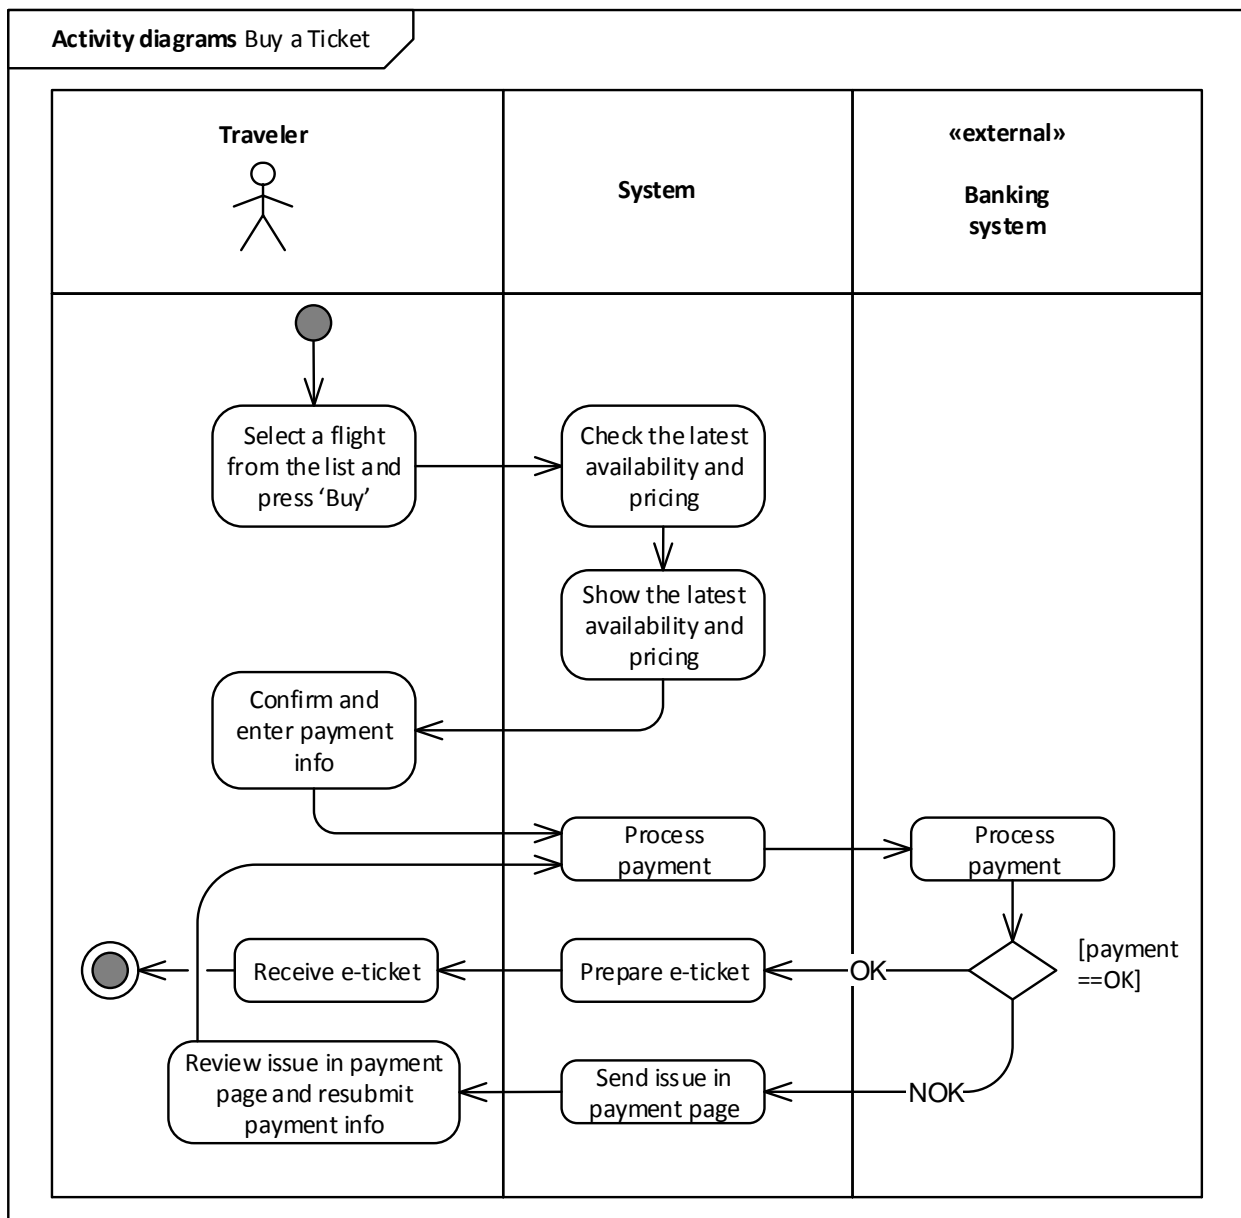 Activity diagrams Buy a Ticket
Traveler
System
«external»
Banking
system
Select a flight
from the list and
press ‘Buy’
Check the latest
availability and
pricing
Show the latest
availability and
pricing
Confirm and
enter payment
info
Process
payment
Process
payment
Receive e-ticket
Prepare e-ticket
OK
[payment
==OK]
Review issue in payment
page and resubmit
payment info
Send issue in
payment page
NOK